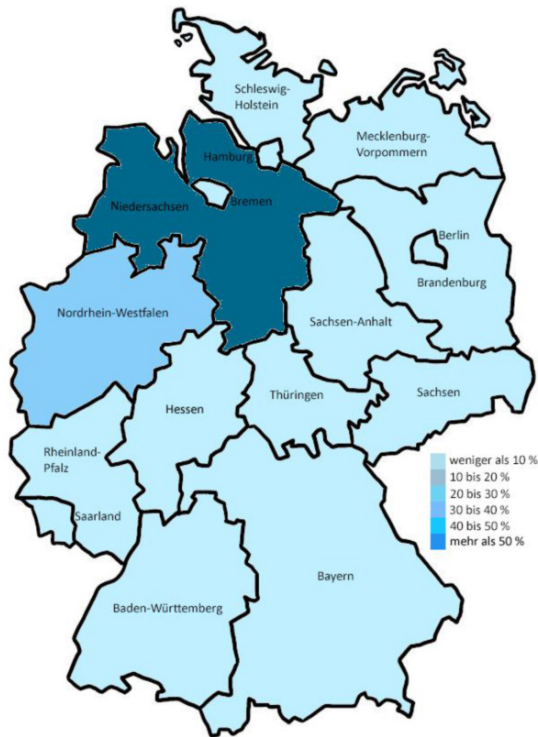 Schleswig-
Holstein
Mecklenburg-
Vorpommern
Hamburg
Bremen
Niedersachsen
Berlin
Brandenburg
Nordrhein-Westfalen
Sachsen-Anhalt
Hessen
Thüringen
Sachsen
Rheinland-
Pfalz
Saarland
Bayern
Baden-Württemberg
weniger als 10 %
10 bis 20 %
20 bis 30 %
30 bis 40 %
40 bis 50 %
mehr als 50 %